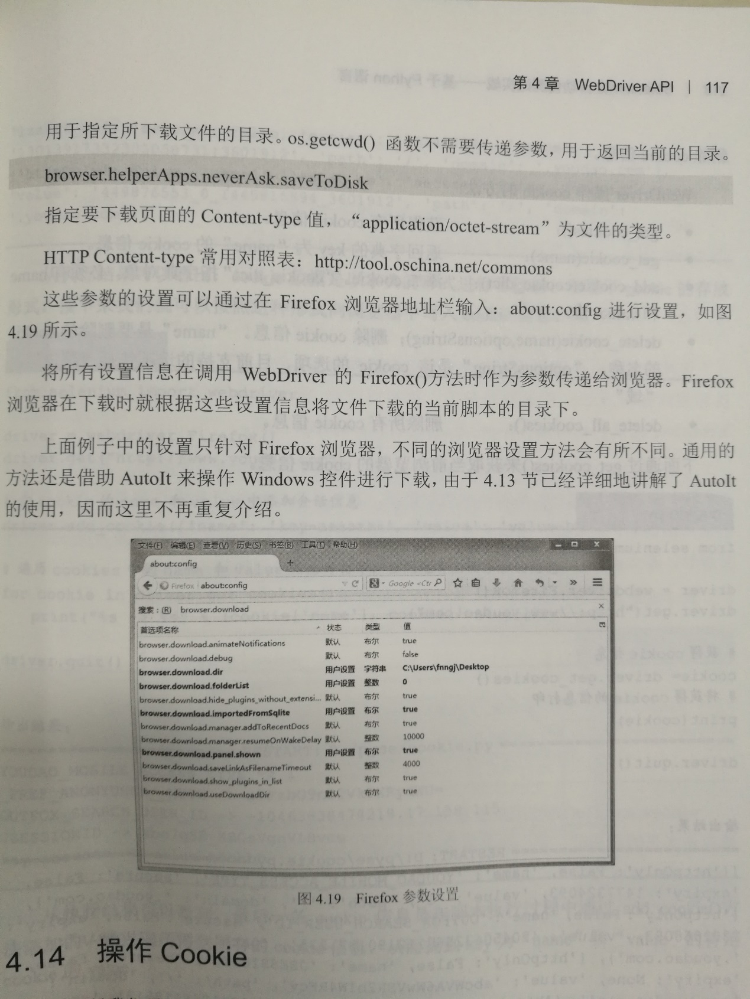 第 4 章 WebDriver API | 117
用于指定所下载文件的目录。os.getcwd() 函数不需要传递参数，用于返回当前的目录。
browser.helperApps.neverAsk.saveToDisk
指定要下载页面的 Content-type 值，“application/octet-stream”为文件的类型。
HTTP Content-type 常用对照表：http://tool.oschina.net/commons
这些参数的设置可以通过在 Firefox 浏览器地址栏输入：about:config 进行设置，如图
4.19 所示。
将所有设置信息在调用 WebDriver 的 Firefox()方法时作为参数传递给浏览器。Firefox
浏览器在下载时就根据这些设置信息将文件下载的当前脚本的目录下。
上面例子中的设置只针对 Firefox 浏览器，不同的浏览器设置方法会有所不同。通用的
方法还是借助 AutoIt 来操作 Windows 控件进行下载，由于 4.13 节已经详细地讲解了 AutoIt
的使用，因而这里不再重复介绍。
文件(F) 编辑(E) 查看(V) 历史(S) 书签(B) 工具(T) 帮助(H)
about:config
Firefox about:config Google <Ctr
搜索：(R) browser.download
首选项名称 状态 类型 值
browser.download.animateNotifications 默认 布尔 true
browser.download.debug 默认 布尔 false
browser.download.dir 用户设置 字符串 C:\Users\fnngj\Desktop
browser.download.folderList 用户设置 整数 0
browser.download.hide_plugins_without_extensi... 默认 布尔 true
browser.download.importedFromSqlite 用户设置 布尔 true
browser.download.manager.addToRecentDocs 默认 布尔 true
browser.download.manager.resumeOnWakeDelay 默认 整数 10000
browser.download.panel.shown 用户设置 布尔 true
browser.download.saveLinkAsFilenameTimeout 默认 整数 4000
browser.download.show_plugins_in_list 默认 布尔 true
browser.download.useDownloadDir 默认 布尔 true
图 4.19 Firefox 参数设置
4.14 操作 Cookie